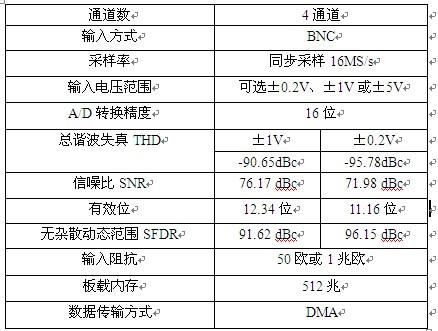 通道数 4 通道
输入方式 BNC
采样率 同步采样 16MS/s
输入电压范围 可选±0.2V、±1V 或±5V
A/D 转换精度 16 位
总谐波失真 THD ±1V ±0.2V
-90.65dBc -95.78dBc
信噪比 SNR 76.17 dBc 71.98 dBc
有效位 12.34 位 11.16 位
无杂散动态范围 SFDR 91.62 dBc 96.15 dBc
输入阻抗 50 欧或 1 兆欧
板载内存 512 兆
数据传输方式 DMA